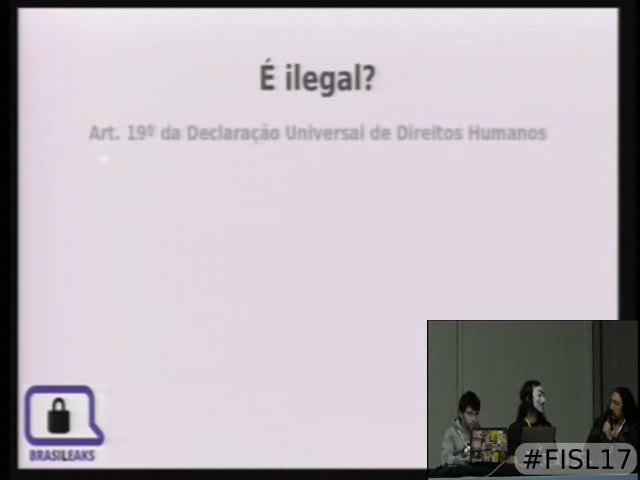 É ilegal?
Art. 19º da Declaração Universal de Direitos Humanos
BRASILEAKS
#FISL17